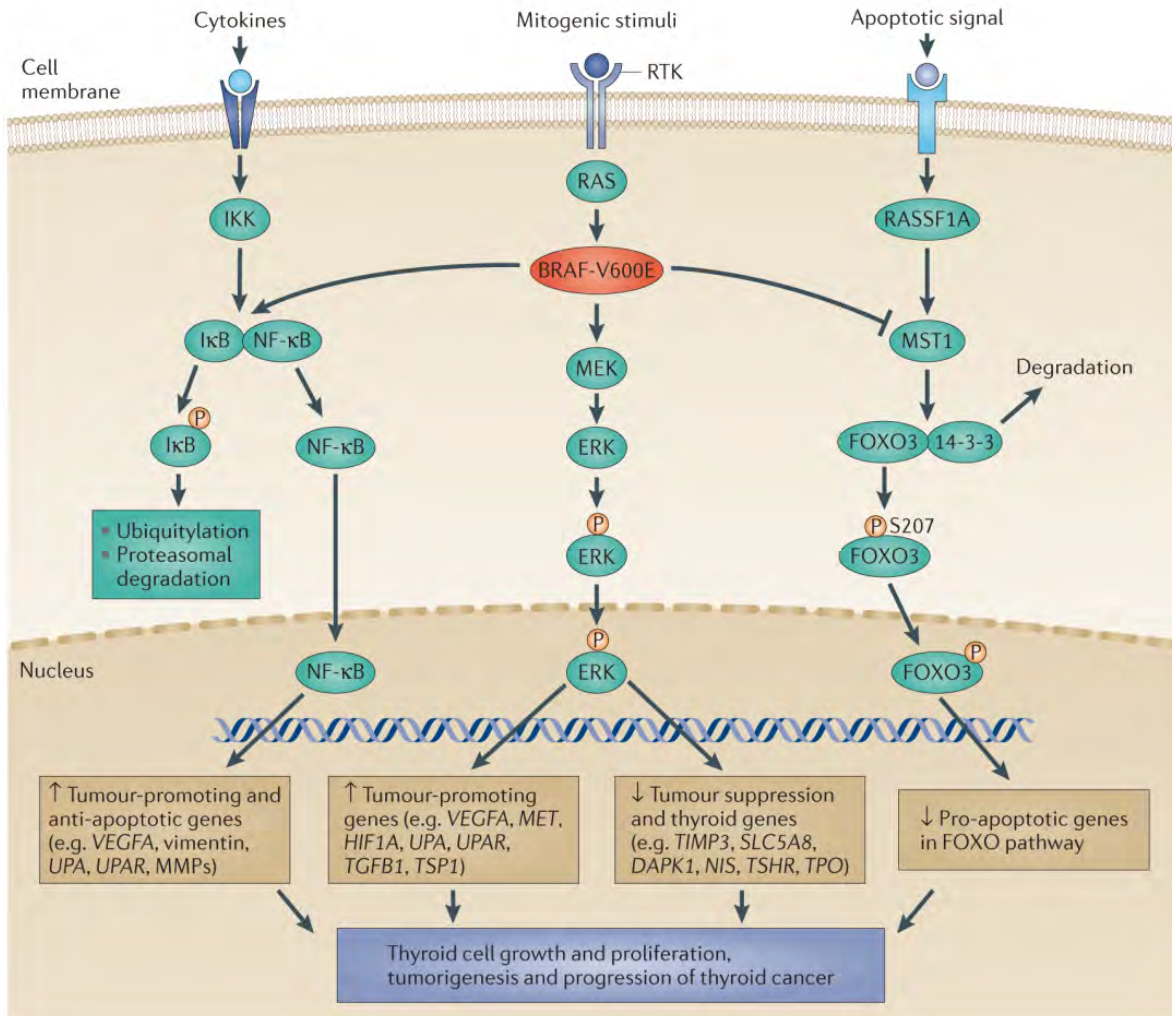 Cytokines
Mitogenic stimuli
Apoptotic signal
Cell
membrane
RTK
RAS
IKK
RASSF1A
BRAF-V600E
IκB
NF-κB
MST1
MEK
Degradation
P
IκB
NF-κB
ERK
FOXO3
14-3-3
▪ Ubiquitylation
▪ Proteasomal
degradation
P
ERK
P S207
FOXO3
Nucleus
NF-κB
P
ERK
P
FOXO3
↑ Tumour-promoting and
anti-apoptotic genes
(e.g. VEGFA, vimentin,
UPA, UPAR, MMPs)
↑ Tumour-promoting
genes (e.g. VEGFA, MET,
HIF1A, UPA, UPAR,
TGFB1, TSP1)
↓ Tumour suppression
and thyroid genes
(e.g. TIMP3, SLC5A8,
DAPK1, NIS, TSHR, TPO)
↓ Pro-apoptotic genes
in FOXO pathway
Thyroid cell growth and proliferation,
tumorigenesis and progression of thyroid cancer